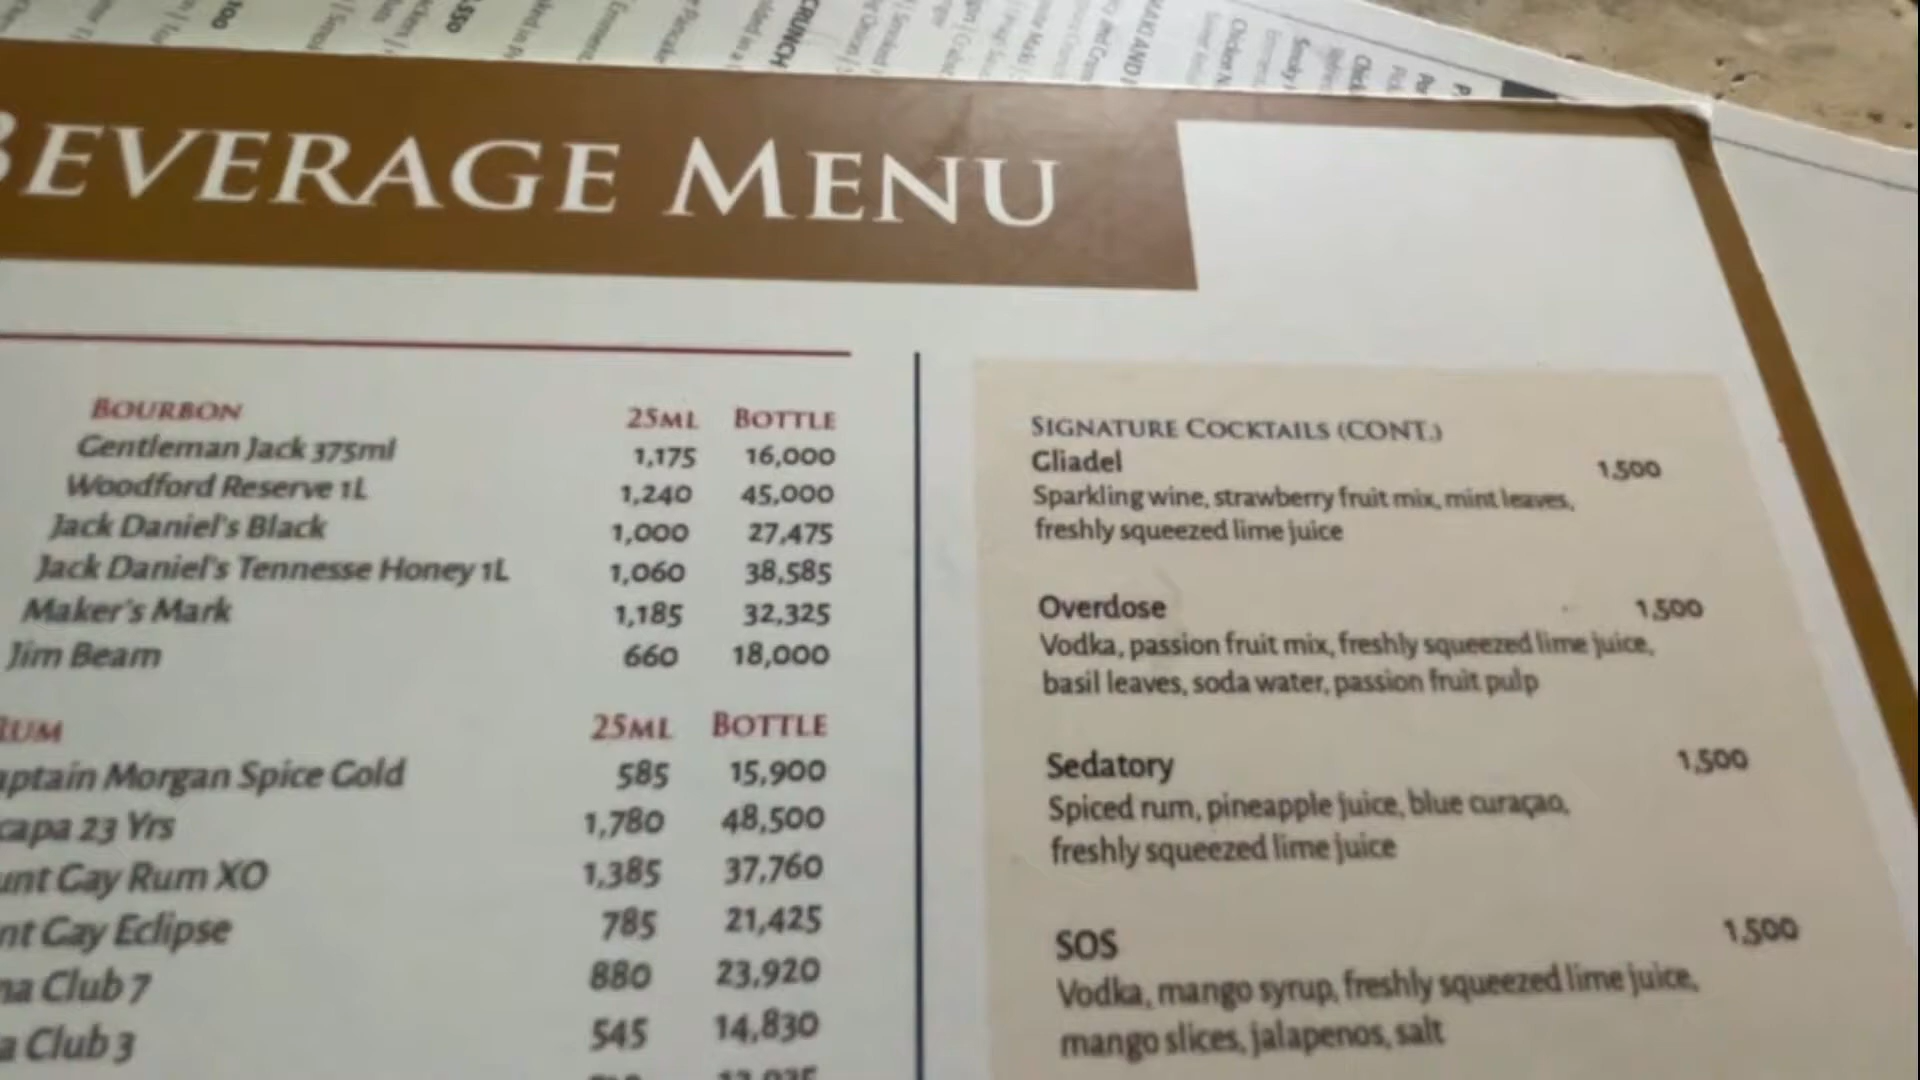 BEVERAGE MENU
BOURBON 25ML BOTTLE
Gentleman Jack 375ml 1,175 16,000
Woodford Reserve 1L 1,240 45,000
Jack Daniel's Black 1,000 27,475
Jack Daniel's Tennesse Honey 1L 1,060 38,585
Maker's Mark 1,185 32,325
Jim Beam 660 18,000
RUM 25ML BOTTLE
aptain Morgan Spice Gold 585 15,900
capa 23 Yrs 1,780 48,500
unt Gay Rum XO 1,385 37,760
nt Gay Eclipse 785 21,425
na Club 7 880 23,920
a Club 3 545 14,830
SIGNATURE COCKTAILS (CONT.)
Gliadel 1,500
Sparkling wine, strawberry fruit mix, mint leaves,
freshly squeezed lime juice
Overdose 1,500
Vodka, passion fruit mix, freshly squeezed lime juice,
basil leaves, soda water, passion fruit pulp
Sedatory 1,500
Spiced rum, pineapple juice, blue curaçao,
freshly squeezed lime juice
SOS 1,500
Vodka, mango syrup, freshly squeezed lime juice,
mango slices, jalapenos, salt
CRUNCH